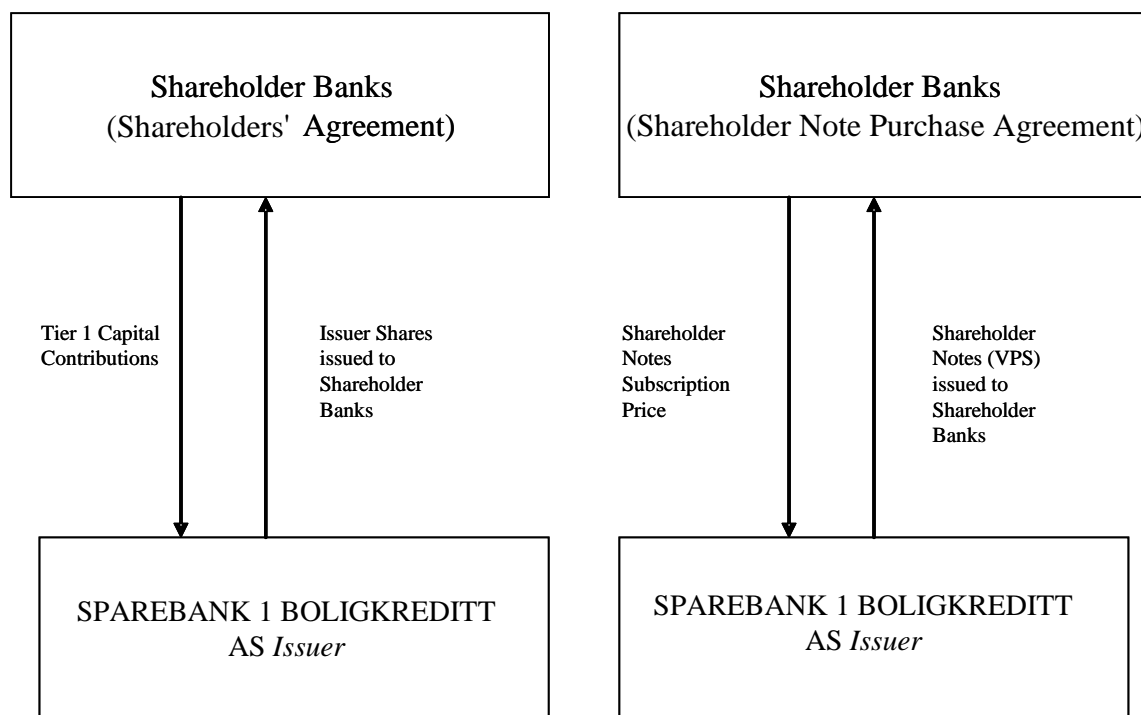 Shareholder Banks
(Shareholders' Agreement)
Shareholder Banks
(Shareholder Note Purchase Agreement)
Tier 1 Capital
Contributions
Issuer Shares
issued to
Shareholder
Banks
Shareholder
Notes
Subscription
Price
Shareholder
Notes (VPS)
issued to
Shareholder
Banks
SPAREBANK 1 BOLIGKREDITT
AS Issuer
SPAREBANK 1 BOLIGKREDITT
AS Issuer